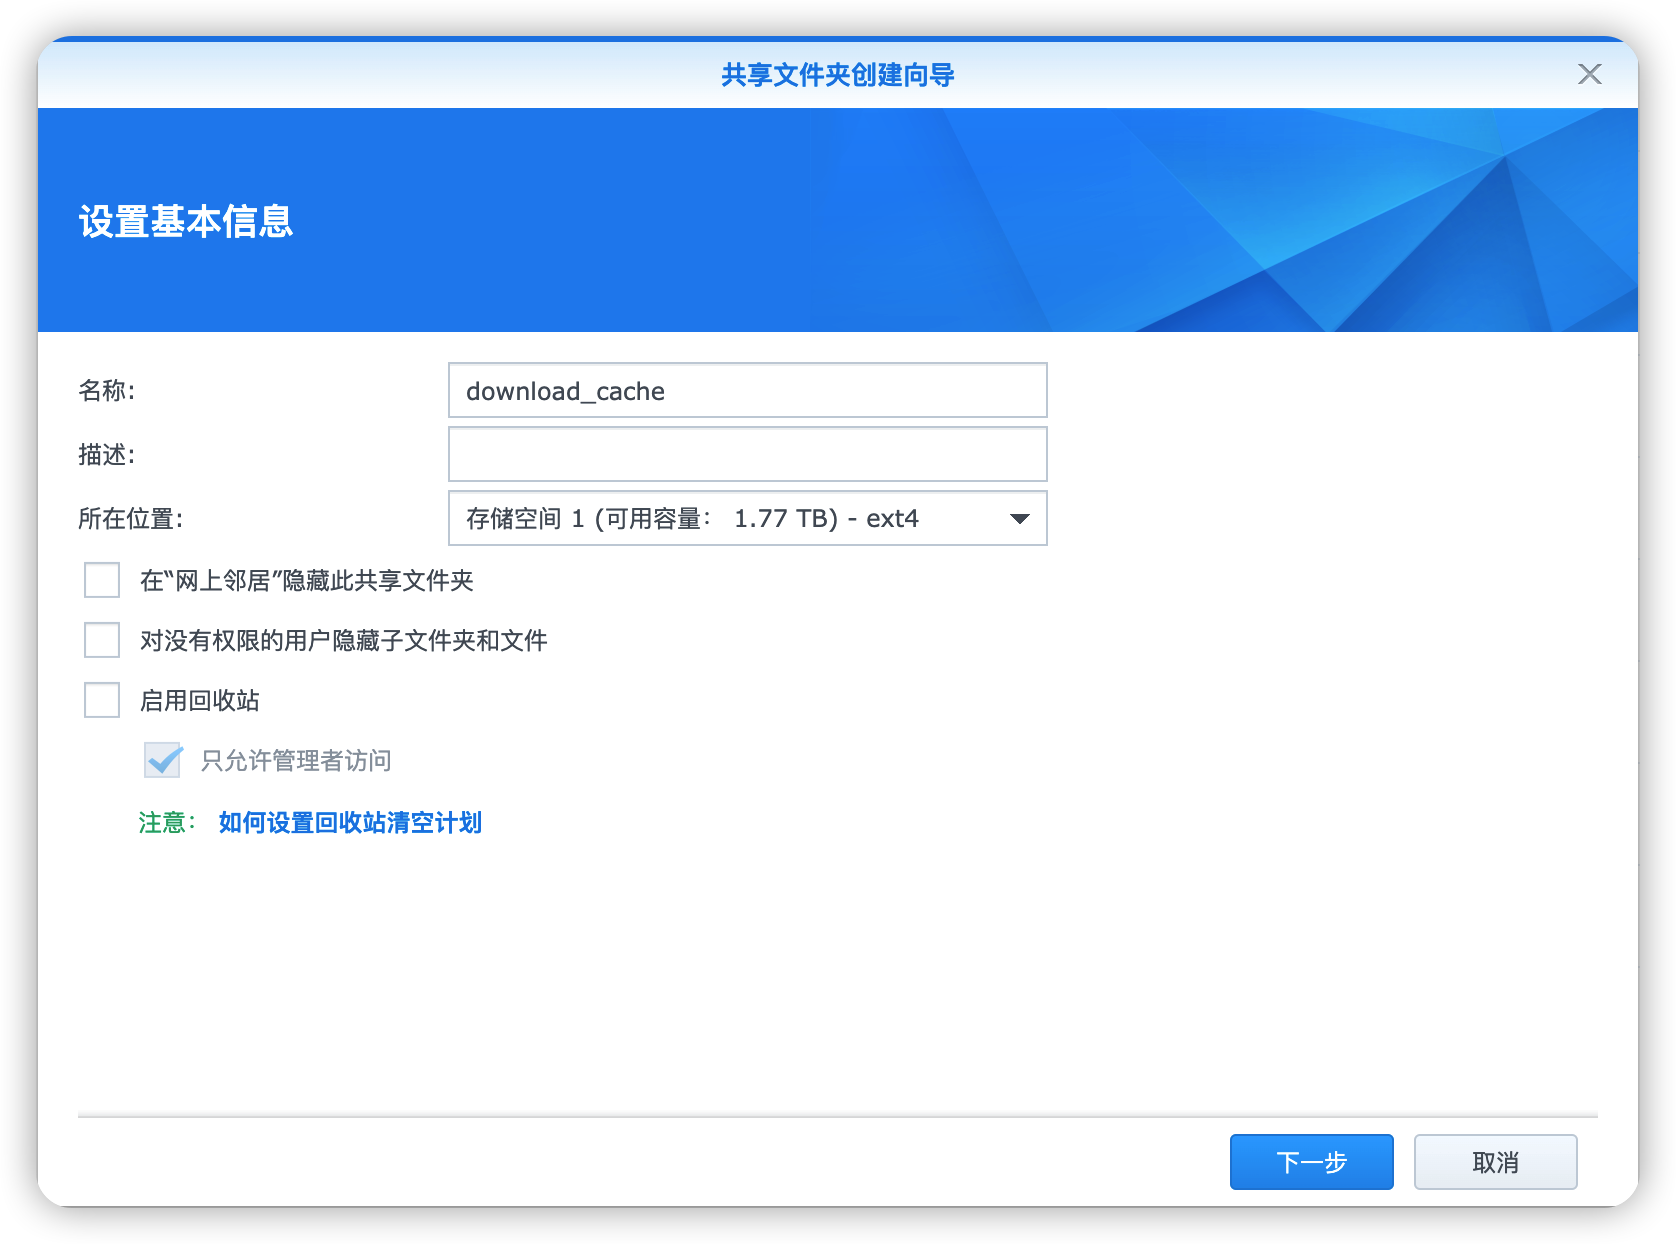 共享文件夹创建向导
设置基本信息
名称:
download_cache
描述:
所在位置:
存储空间 1 (可用容量： 1.77 TB) - ext4
在“网上邻居”隐藏此共享文件夹
对没有权限的用户隐藏子文件夹和文件
启用回收站
只允许管理者访问
注意： 如何设置回收站清空计划
下一步
取消